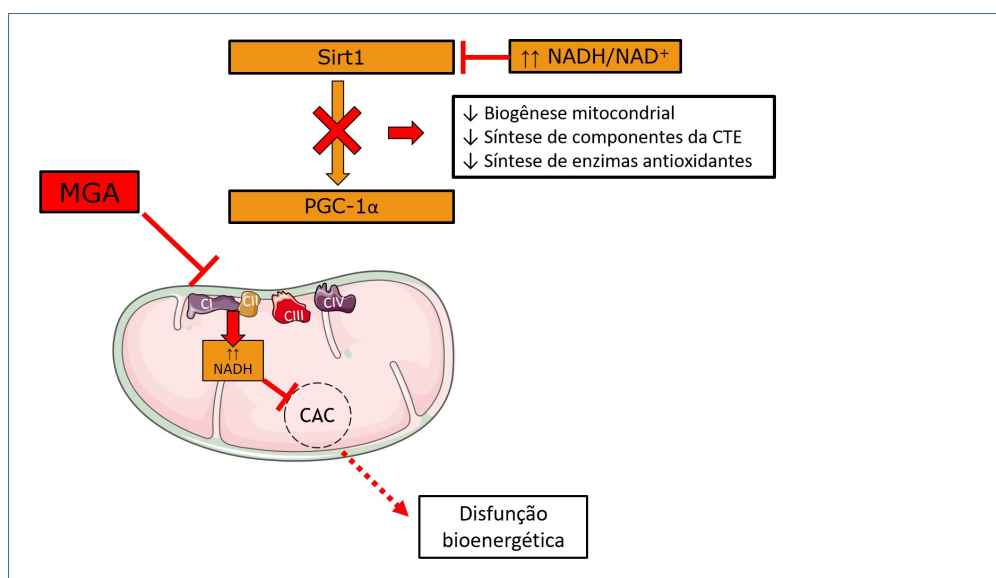 Sirt1
↑↑ NADH/NAD⁺
↓ Biogênese mitocondrial
↓ Síntese de componentes da CTE
↓ Síntese de enzimas antioxidantes
MGA
PGC-1α
CI
CII
CIII
CIV
↑↑
NADH
CAC
Disfunção
bioenergética